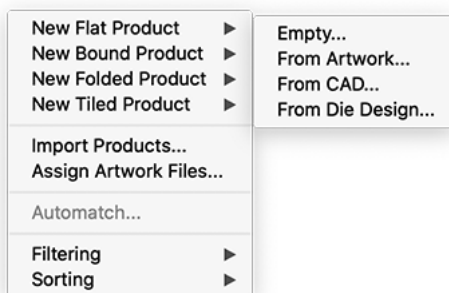 New Flat Product
New Bound Product
New Folded Product
New Tiled Product
Import Products...
Assign Artwork Files...
Automatch...
Filtering
Sorting
Empty...
From Artwork...
From CAD...
From Die Design...